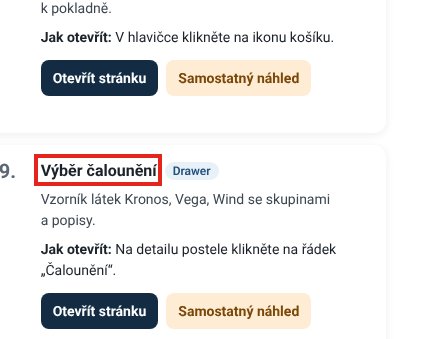 k pokladně.
Jak otevřít: V hlavičce klikněte na ikonu košíku.
Otevřít stránku Samostatný náhled
9. Výběr čalounění Drawer
Vzorník látek Kronos, Vega, Wind se skupinami
a popisy.
Jak otevřít: Na detailu postele klikněte na řádek
„Čalounění“.
Otevřít stránku Samostatný náhled